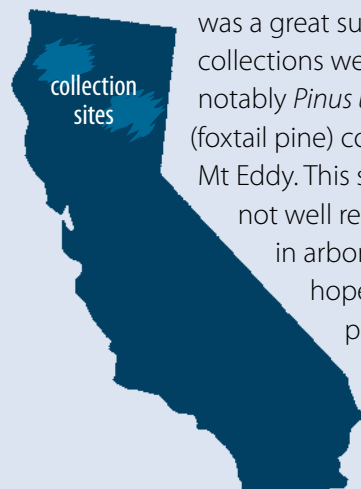 was a great su
collections we
notably Pinus
(foxtail pine) co
Mt Eddy. This s
not well re
in arbor
hope
p
collection
sites